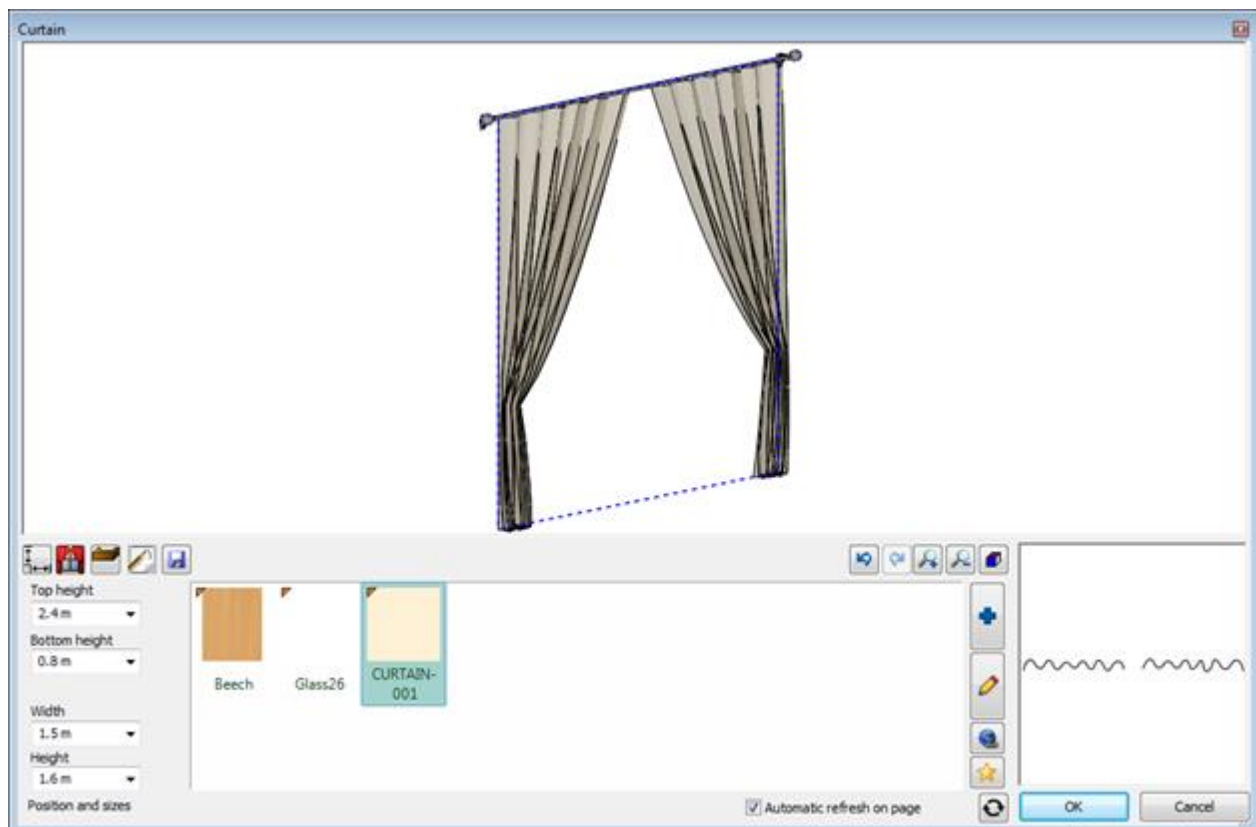 Curtain
Top height
2.4 m
Bottom height
0.8 m
Width
1.5 m
Height
1.6 m
Position and sizes
Beech
Glass26
CURTAIN-
001
Automatic refresh on page
OK
Cancel